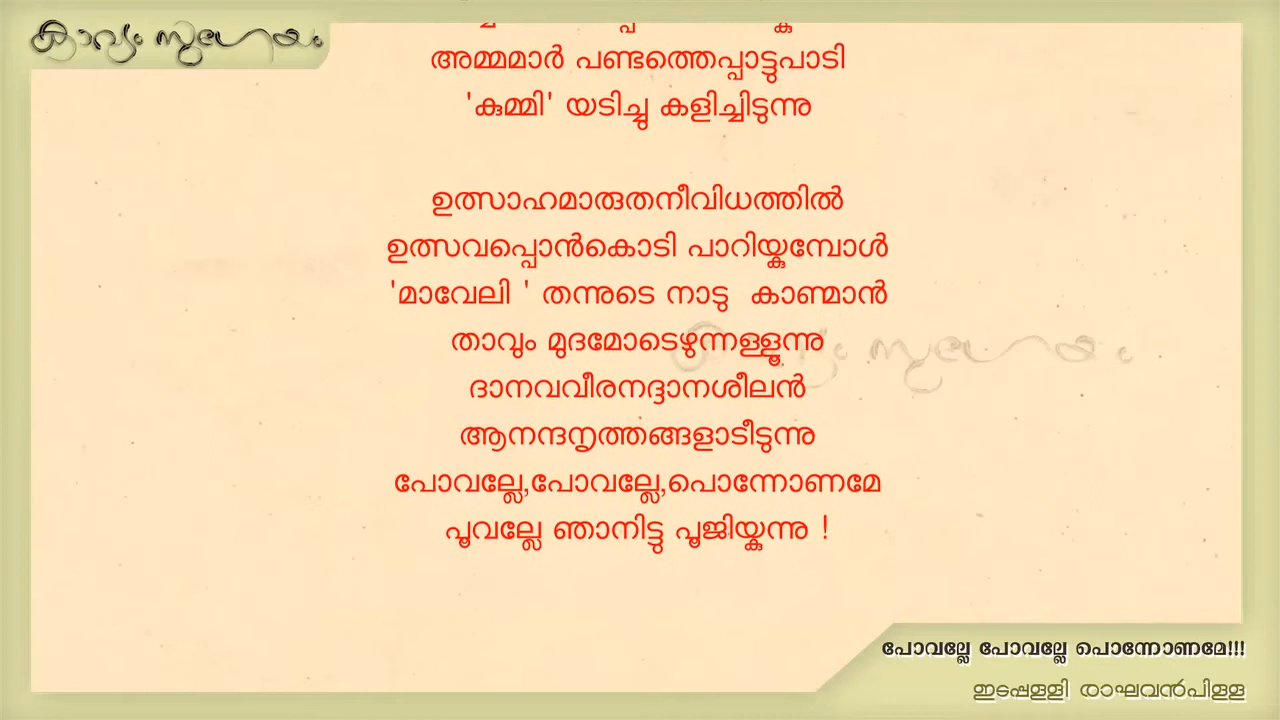 കാവ്യം സുഗേയം
അമ്മമാർ പണ്ടത്തെപ്പാട്ടുപാടി
'കുമ്മി' യടിച്ചു കളിച്ചിടുന്നു
ഉത്സാഹമാരുതനീവിധത്തിൽ
ഉത്സവപ്പൊൻകൊടി പാറിയ്കുമ്പോൾ
'മാവേലി ' തന്നുടെ നാടു കാണ്മാൻ
താവും മുദമോടെഴുന്നള്ളൂന്നു
ദാനവവീരനദ്ദാനശീലൻ
ആനന്ദനൃത്തങ്ങളാടീടുന്നു
പോവല്ലേ,പോവല്ലേ,പൊന്നോണമേ
പൂവല്ലേ ഞാനിട്ടു പൂജിയ്കുന്നു !
പോവല്ലേ പോവല്ലേ പൊന്നോണമേ!!!
ഇടപ്പള്ളി രാഘവൻപിള്ള